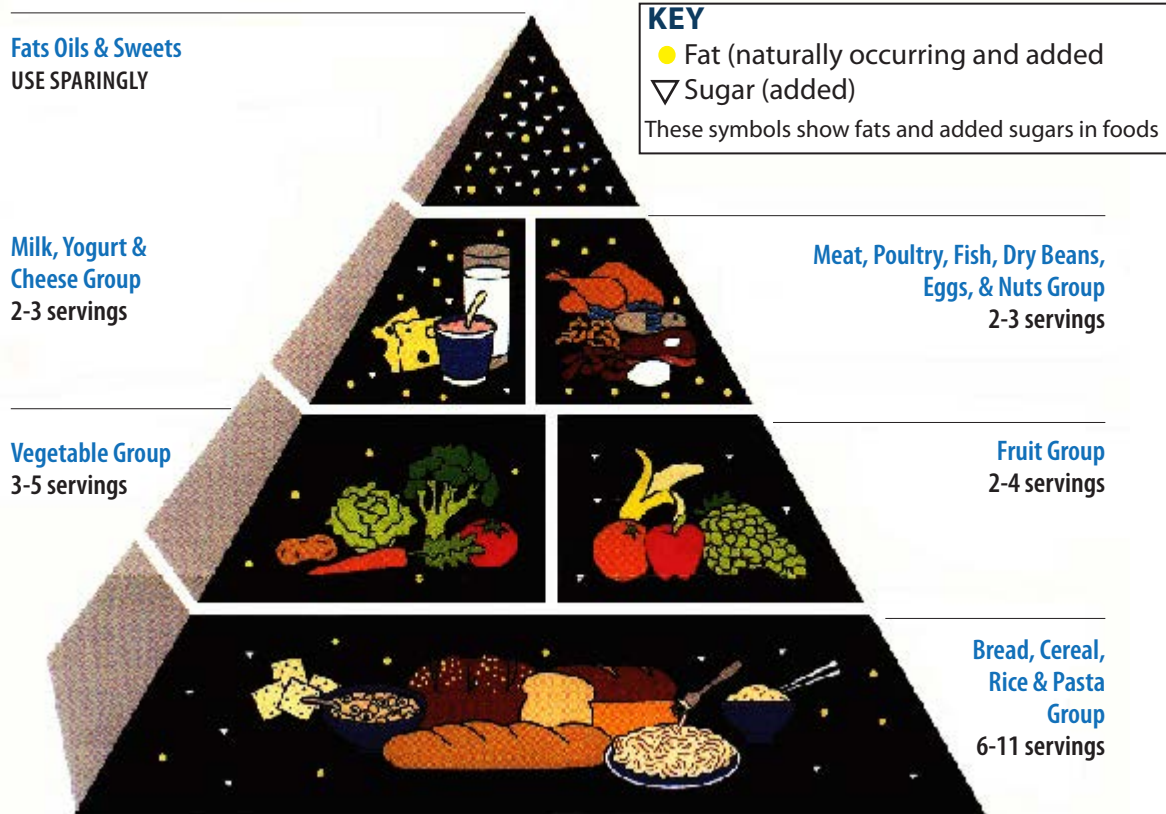 Fats Oils & Sweets
USE SPARINGLY
KEY
Fat (naturally occurring and added
Sugar (added)
These symbols show fats and added sugars in foods
Milk, Yogurt &
Cheese Group
2-3 servings
Meat, Poultry, Fish, Dry Beans,
Eggs, & Nuts Group
2-3 servings
Vegetable Group
3-5 servings
Fruit Group
2-4 servings
Bread, Cereal,
Rice & Pasta
Group
6-11 servings